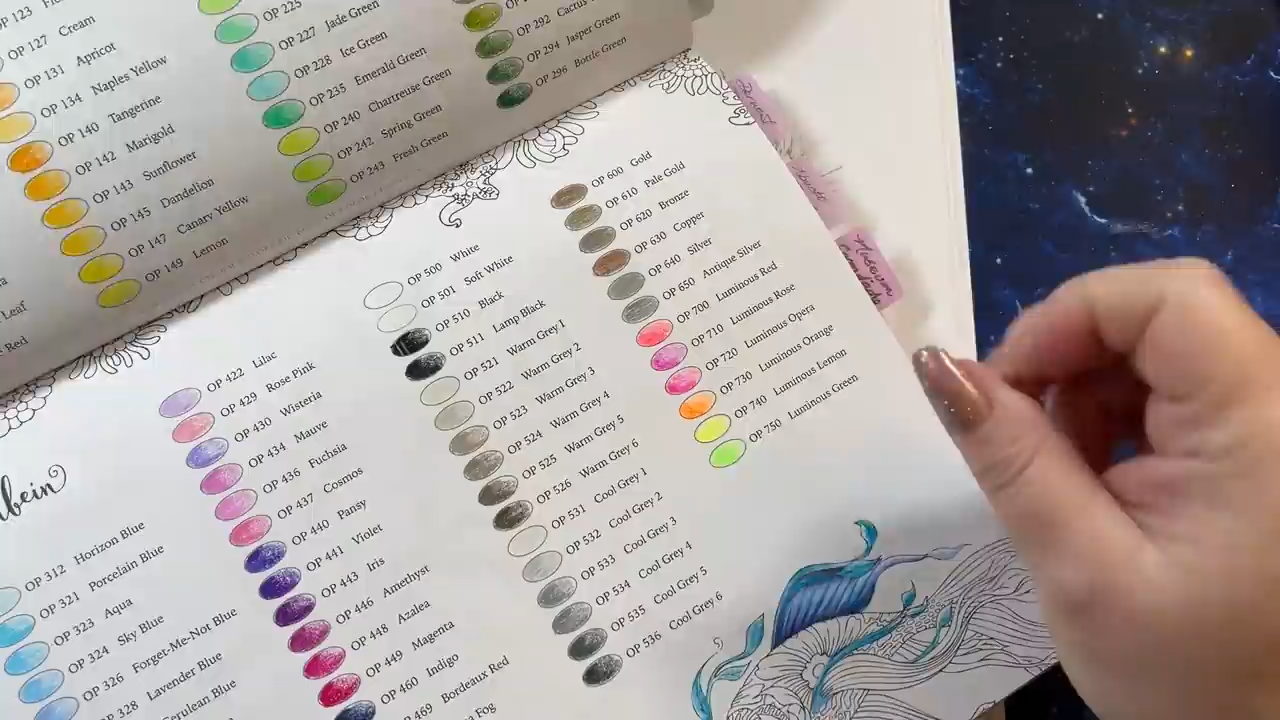 OP 127 Cream
OP 131 Apricot
OP 134 Naples Yellow
OP 140 Tangerine
OP 142 Marigold
OP 143 Sunflower
OP 145 Dandelion
OP 147 Canary Yellow
OP 149 Lemon
OP 227 Jade Green
OP 228 Ice Green
OP 235 Emerald Green
OP 240 Chartreuse Green
OP 242 Spring Green
OP 243 Fresh Green
OP 292 Cactus
OP 294 Jasper Green
OP 296 Bottle Green
Leaf
Red
OP 312 Horizon Blue
OP 321 Porcelain Blue
OP 323 Aqua
OP 324 Sky Blue
OP 326 Forget-Me-Not Blue
OP 328 Lavender Blue
Cerulean Blue
OP 422 Lilac
OP 429 Rose Pink
OP 430 Wisteria
OP 434 Mauve
OP 436 Fuchsia
OP 437 Cosmos
OP 440 Pansy
OP 441 Violet
OP 443 Iris
OP 446 Amethyst
OP 448 Azalea
OP 449 Magenta
OP 460 Indigo
OP 469 Bordeaux Red
Fog
OP 500 White
OP 501 Soft White
OP 510 Black
OP 511 Lamp Black
OP 521 Warm Grey 1
OP 522 Warm Grey 2
OP 523 Warm Grey 3
OP 524 Warm Grey 4
OP 525 Warm Grey 5
OP 526 Warm Grey 6
OP 531 Cool Grey 1
OP 532 Cool Grey 2
OP 533 Cool Grey 3
OP 534 Cool Grey 4
OP 535 Cool Grey 5
OP 536 Cool Grey 6
OP 600 Gold
OP 610 Pale Gold
OP 620 Bronze
OP 630 Copper
OP 640 Silver
OP 650 Antique Silver
OP 700 Luminous Red
OP 710 Luminous Rose
OP 720 Luminous Opera
OP 730 Luminous Orange
OP 740 Luminous Lemon
OP 750 Luminous Green